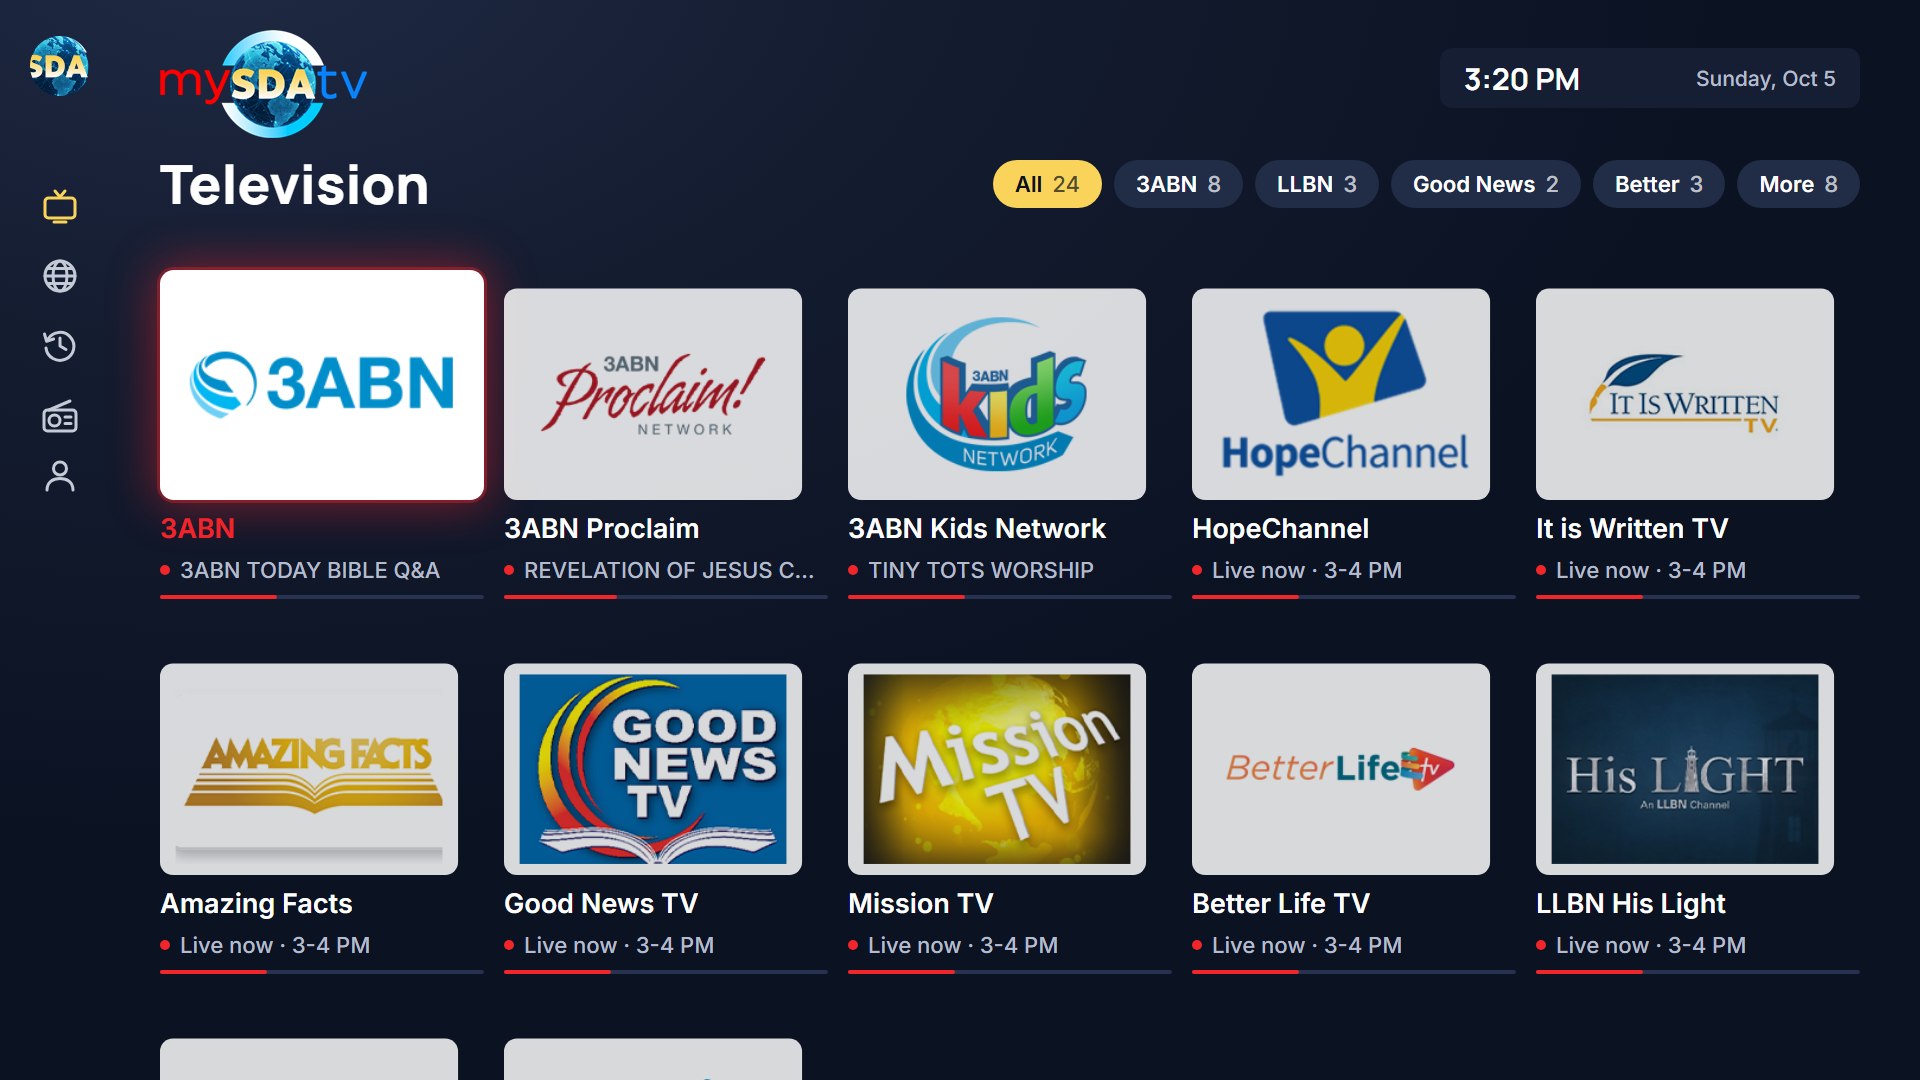 SDA
mySDAtv
3:20 PM
Sunday, Oct 5
Television
All 24
3ABN 8
LLBN 3
Good News 2
Better 3
More 8
3ABN
3ABN
Proclaim!
NETWORK
3ABN
kids
NETWORK
HopeChannel
IT IS WRITTEN
TV.
3ABN
3ABN Proclaim
3ABN Kids Network
HopeChannel
It is Written TV
3ABN TODAY BIBLE Q&A
REVELATION OF JESUS C...
TINY TOTS WORSHIP
Live now · 3-4 PM
Live now · 3-4 PM
AMAZING FACTS
GOOD
NEWS
TV
Mission
TV
BetterLife tv
His LIGHT
An LLBN Channel
Amazing Facts
Good News TV
Mission TV
Better Life TV
LLBN His Light
Live now · 3-4 PM
Live now · 3-4 PM
Live now · 3-4 PM
Live now · 3-4 PM
Live now · 3-4 PM